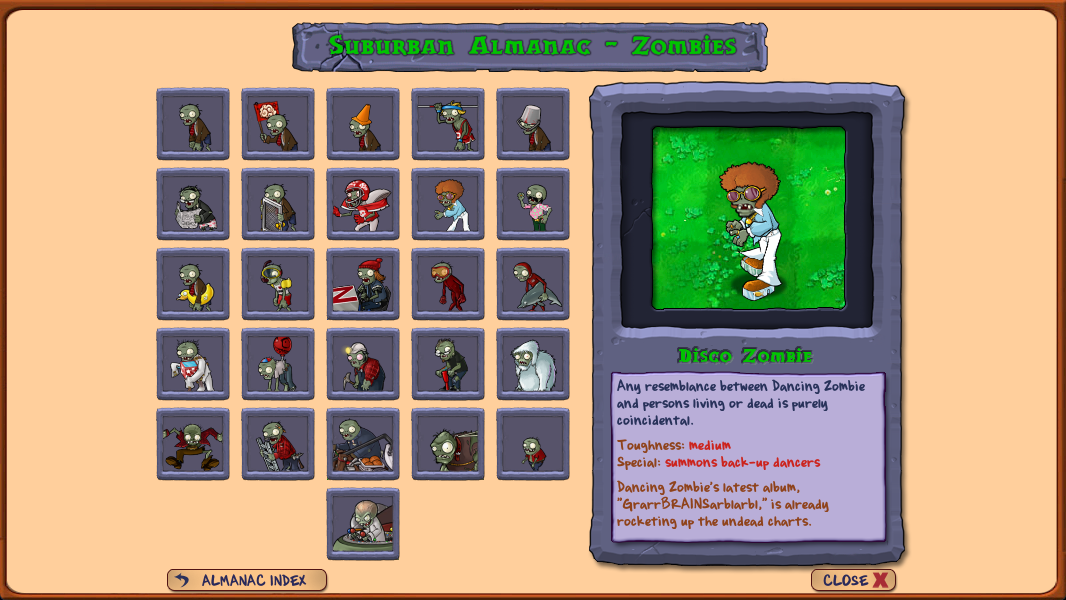 Suburban Almanac - Zombies
Z
Disco Zombie
Any resemblance between Dancing Zombie
and persons living or dead is purely
coincidental.
Toughness: medium
Special: summons back-up dancers
Dancing Zombie's latest album,
"GrarrBRAINSarblarbl," is already
rocketing up the undead charts.
ALMANAC INDEX
CLOSE X